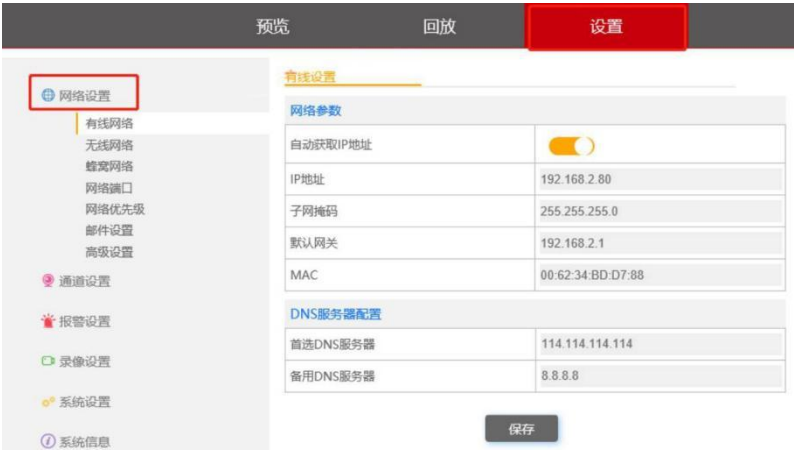 预览 回放 设置
网络设置
有线网络
无线网络
蜂窝网络
网络端口
网络优先级
邮件设置
高级设置
通道设置
报警设置
录像设置
系统设置
系统信息
有线设置
网络参数
自动获取IP地址
IP地址 192.168.2.80
子网掩码 255.255.255.0
默认网关 192.168.2.1
MAC 00:62:34:BD:D7:88
DNS服务器配置
首选DNS服务器 114.114.114.114
备用DNS服务器 8.8.8.8
保存